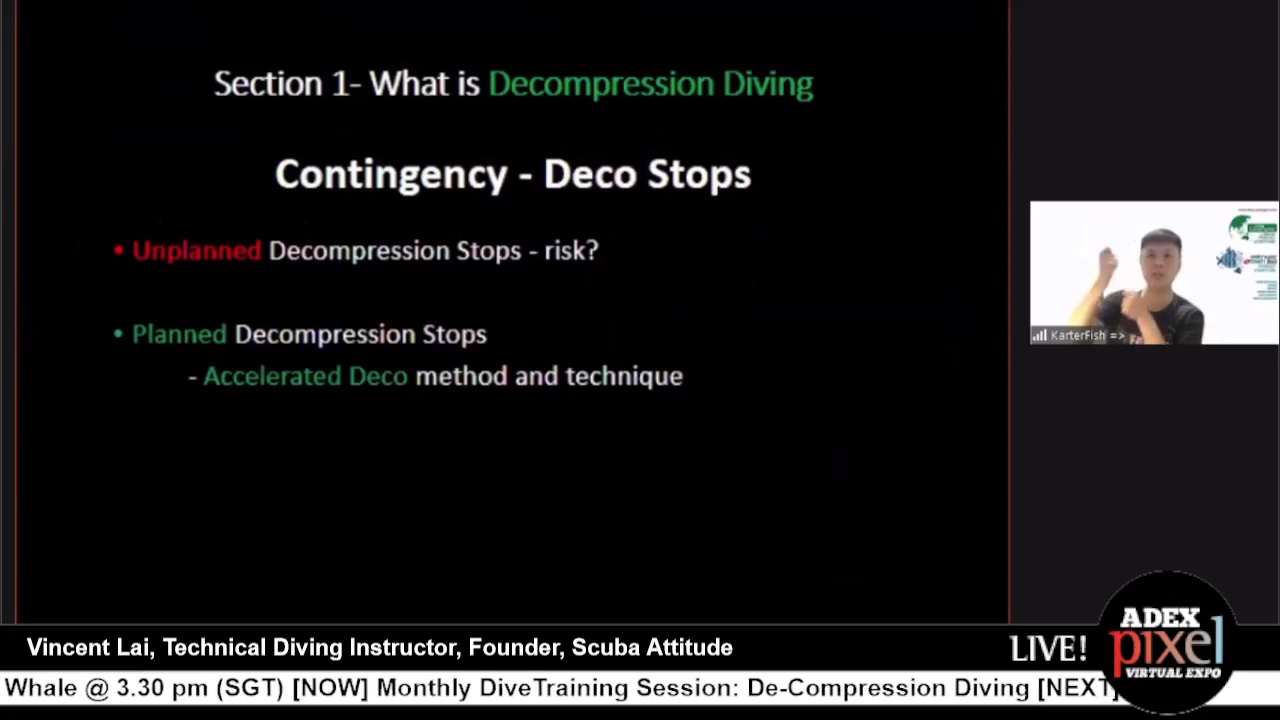 Section 1- What is Decompression Diving
Contingency - Deco Stops
• Unplanned Decompression Stops - risk?
• Planned Decompression Stops
- Accelerated Deco method and technique
KarterFish =>
Vincent Lai, Technical Diving Instructor, Founder, Scuba Attitude
LIVE!
ADEX
pixel
VIRTUAL EXPO
Whale @ 3.30 pm (SGT) [NOW] Monthly DiveTraining Session: De-Compression Diving [NEXT]